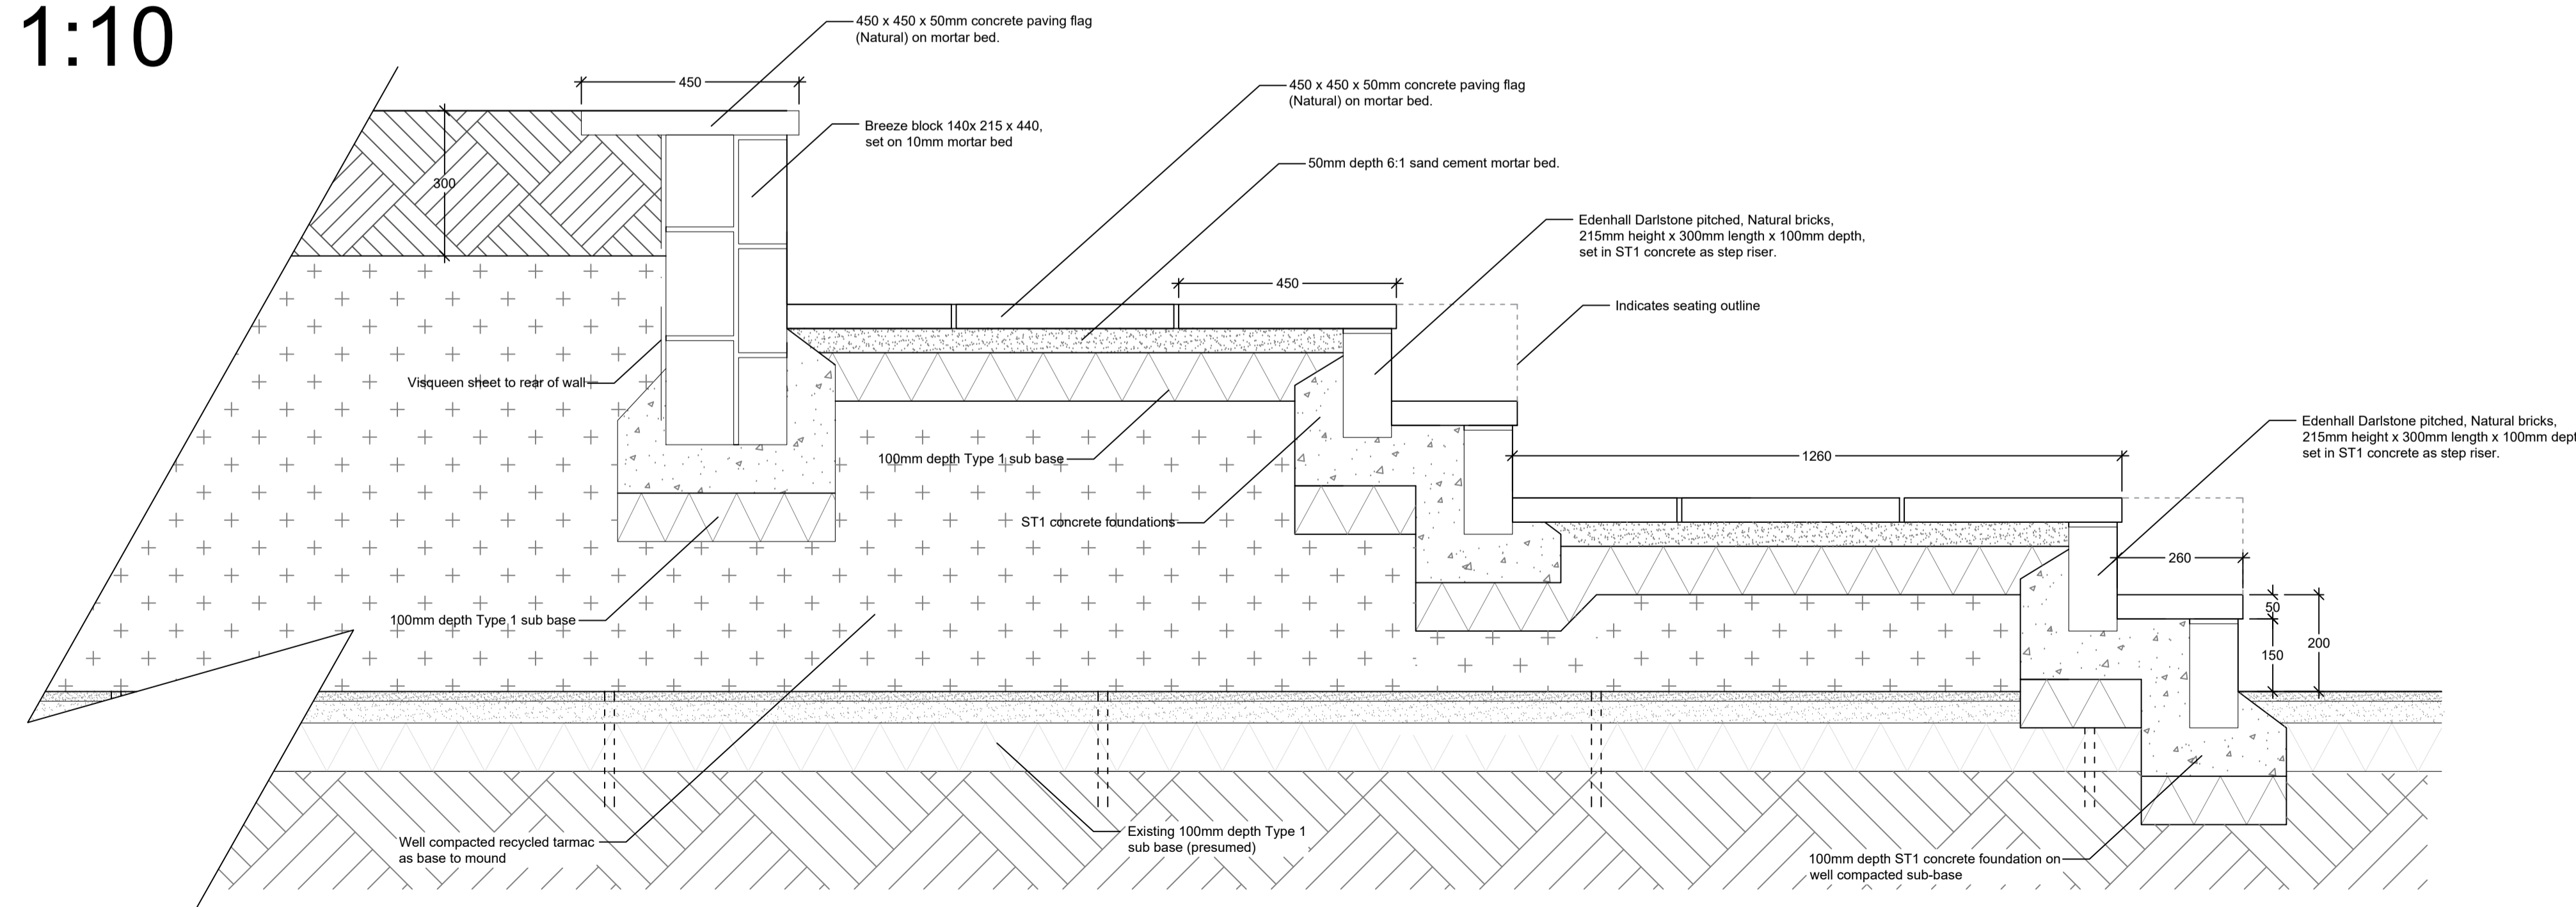 1:10
450 x 450 x 50mm concrete paving flag
(Natural) on mortar bed.
450
450 x 450 x 50mm concrete paving flag
(Natural) on mortar bed.
Breeze block 140x 215 x 440,
set on 10mm mortar bed
50mm depth 6:1 sand cement mortar bed.
300
Edenhall Darlstone pitched, Natural bricks,
215mm height x 300mm length x 100mm depth,
set in ST1 concrete as step riser.
450
Indicates seating outline
Visqueen sheet to rear of wall
Edenhall Darlstone pitched, Natural bricks,
215mm height x 300mm length x 100mm dept
set in ST1 concrete as step riser.
100mm depth Type 1 sub base
1260
ST1 concrete foundations
260
50
100mm depth Type 1 sub base
200
150
Well compacted recycled tarmac
as base to mound
Existing 100mm depth Type 1
sub base (presumed)
100mm depth ST1 concrete foundation on
well compacted sub-base